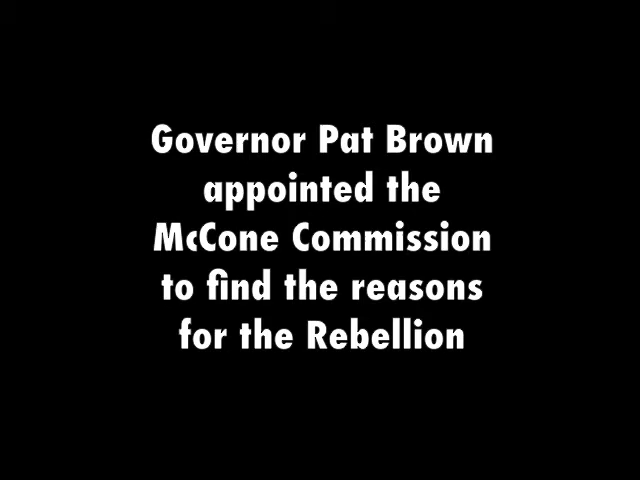 Governor Pat Brown
appointed the
McCone Commission
to find the reasons
for the Rebellion